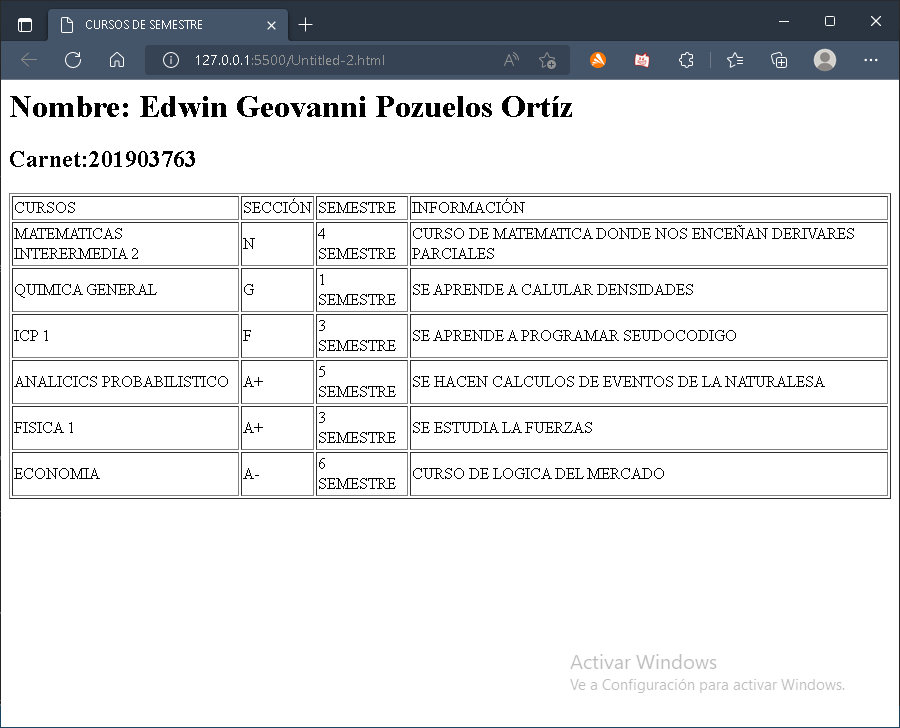 CURSOS DE SEMESTRE
127.0.0.1:5500/Untitled-2.html
Nombre: Edwin Geovanni Pozuelos Ortíz
Carnet:201903763
CURSOS SECCIÓN SEMESTRE INFORMACIÓN
MATEMATICAS INTERERMEDIA 2 N 4 SEMESTRE CURSO DE MATEMATICA DONDE NOS ENCEÑAN DERIVARES PARCIALES
QUIMICA GENERAL G 1 SEMESTRE SE APRENDE A CALULAR DENSIDADES
ICP 1 F 3 SEMESTRE SE APRENDE A PROGRAMAR SEUDOCODIGO
ANALICICS PROBABILISTICO A+ 5 SEMESTRE SE HACEN CALCULOS DE EVENTOS DE LA NATURALESA
FISICA 1 A+ 3 SEMESTRE SE ESTUDIA LA FUERZAS
ECONOMIA A- 6 SEMESTRE CURSO DE LOGICA DEL MERCADO
Activar Windows
Ve a Configuración para activar Windows.